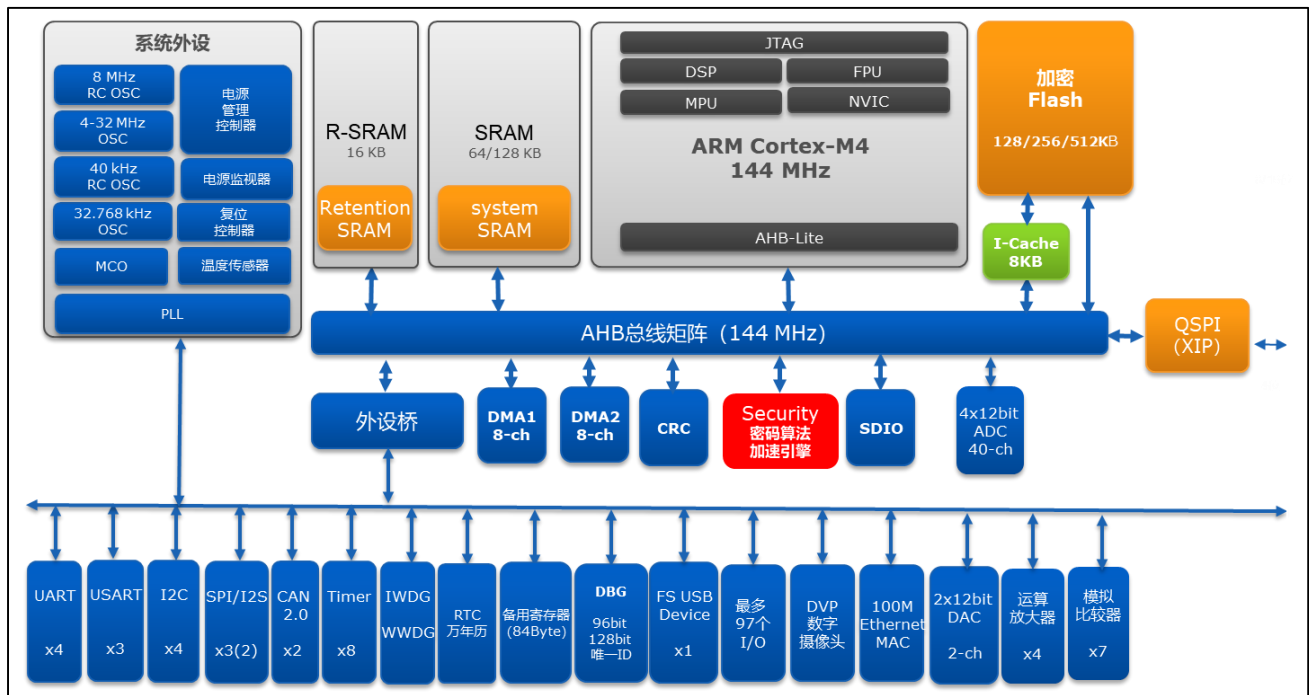 系统外设
8 MHz
RC OSC
4-32 MHz
OSC
40 kHz
RC OSC
32.768 kHz
OSC
MCO
电源
管理
控制器
电源监视器
复位
控制器
温度传感器
PLL
R-SRAM
16 KB
Retention
SRAM
SRAM
64/128 KB
system
SRAM
JTAG
DSP
FPU
MPU
NVIC
ARM Cortex-M4
144 MHz
AHB-Lite
加密
Flash
128/256/512KB
I-Cache
8KB
AHB总线矩阵（144 MHz）
QSPI
（XIP）
外设桥
DMA1
8-ch
DMA2
8-ch
CRC
Security
密码算法
加速引擎
SDIO
4x12bit
ADC
40-ch
UART
x4
USART
x3
I2C
x4
SPI/I2S
x3(2)
CAN
2.0
x2
Timer
x8
IWDG
WWDG
RTC
万年历
备用寄存器
(84Byte)
DBG
96bit
128bit
唯一ID
FS USB
Device
x1
最多
97个
I/O
DVP
数字
摄像头
100M
Ethernet
MAC
2x12bit
DAC
2-ch
运算
放大器
x4
模拟
比较器
x7